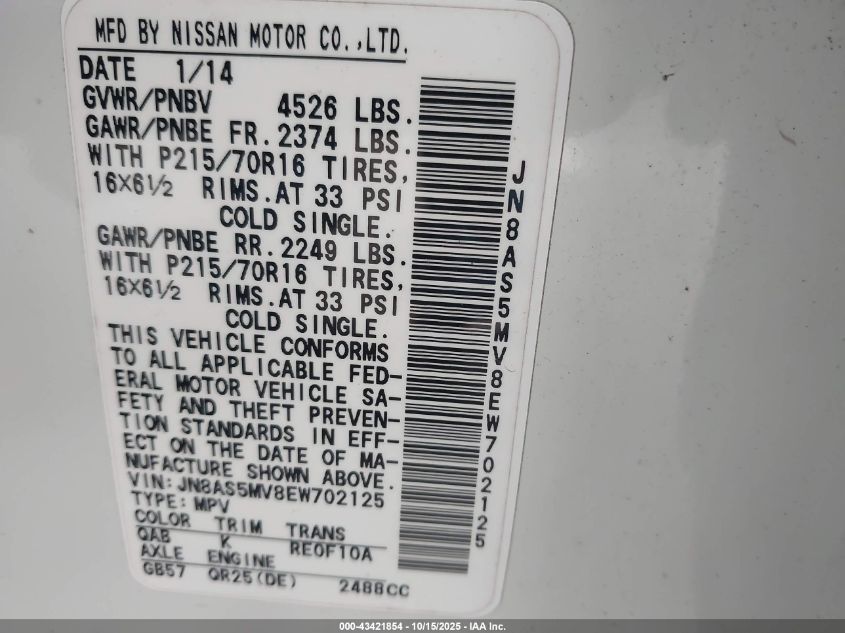 MFD BY NISSAN MOTOR CO.,LTD.
DATE 1/14
GVWR/PNBV 4526 LBS.
GAWR/PNBE FR.2374 LBS.
WITH P215/70R16 TIRES,
16X6½ RIMS.AT 33 PSI
COLD SINGLE.
GAWR/PNBE RR.2249 LBS.
WITH P215/70R16 TIRES,
16X6½ RIMS.AT 33 PSI
COLD SINGLE.
THIS VEHICLE CONFORMS
TO ALL APPLICABLE FED-
ERAL MOTOR VEHICLE SA-
FETY AND THEFT PREVEN-
TION STANDARDS IN EFF-
ECT ON THE DATE OF MA-
NUFACTURE SHOWN ABOVE.
VIN:JN8AS5MV8EW702125
TYPE:MPV
COLOR TRIM TRANS
QAB K RE0F10A
AXLE ENGINE
GB57 QR25(DE) 2488CC
JN8AS5MV8EW702125
000-43421854 - 10/15/2025 - IAA Inc.